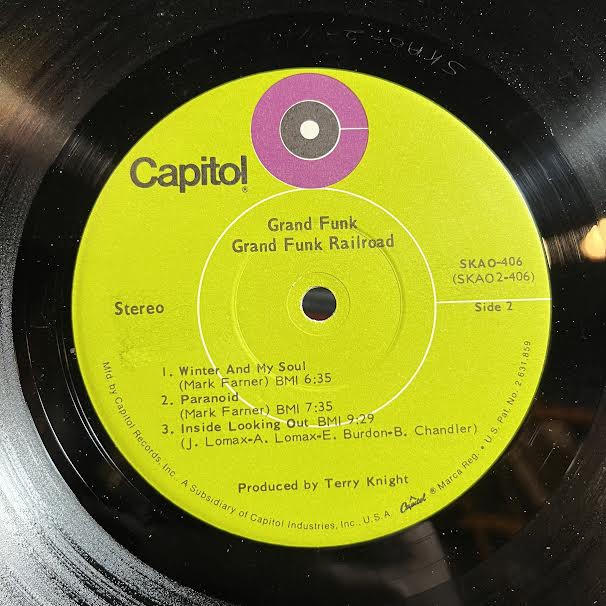 SKAO-2-
Capitol®
Grand Funk
Grand Funk Railroad
SKAO-406
(SKAO2-406)
Stereo
Side 2
1. Winter And My Soul
(Mark Farner) BMI 6:35
2. Paranoid
(Mark Farner) BMI 7:35
3. Inside Looking Out BMI 9:29
(J. Lomax-A. Lomax-E. Burdon-B. Chandler)
Produced by Terry Knight
Mfd. by Capitol Records, Inc., A Subsidiary of Capitol Industries, Inc., U.S.A. Capitol ® Marca Reg. • U.S. Pat. No. 2,631,859